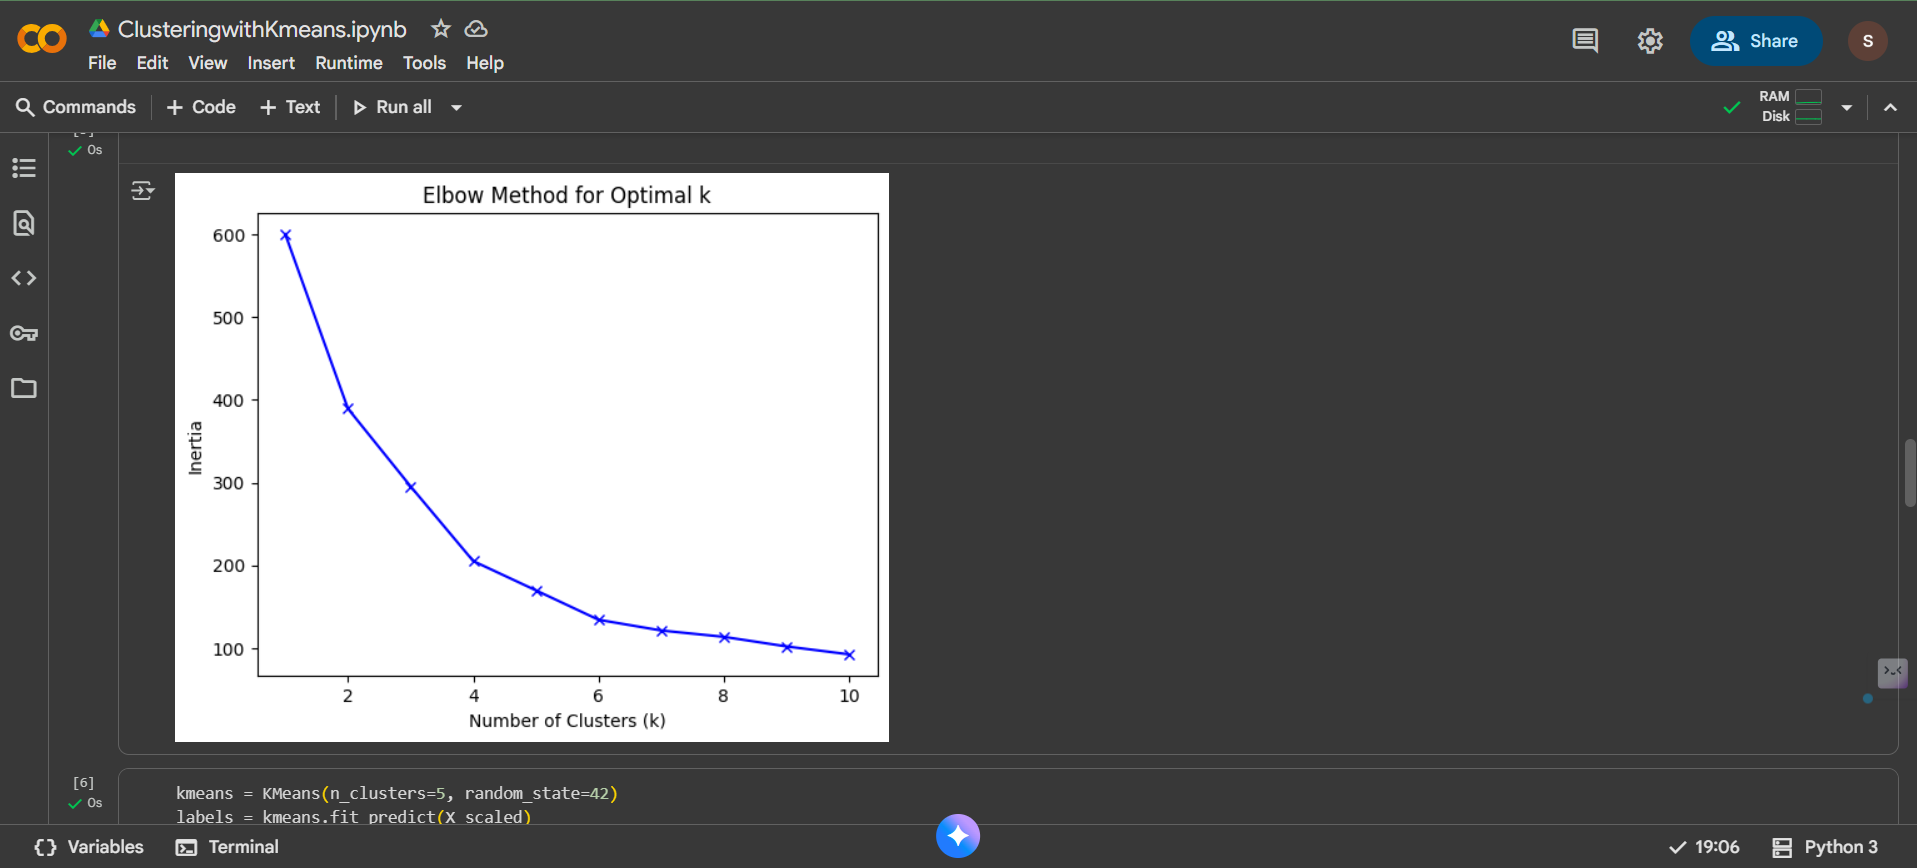 ClusteringwithKmeans.ipynb
File Edit View Insert Runtime Tools Help
Share
S
Commands + Code + Text Run all
RAM
Disk
0s
Elbow Method for Optimal k
600
500
400
300
200
100
Inertia
2 4 6 8 10
Number of Clusters (k)
[6]
0s
kmeans = KMeans(n_clusters=5, random_state=42)
labels = kmeans.fit_predict(X_scaled)
Variables Terminal
19:06 Python 3